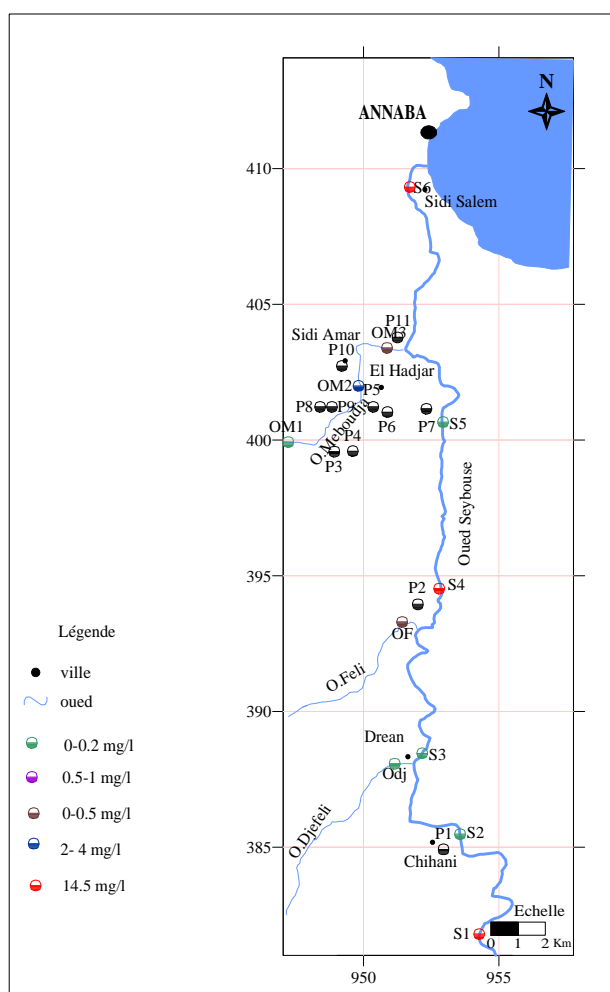 N
ANNABA
410
S6
Sidi Salem
405
P11
Sidi Amar
OM3
P10
El Hadjar
OM2
P5
P8
P9
P6
P7
S5
OM1
O.Meboudja
P4
400
P3
Oued Seybouse
395
P2
S4
OF
O.Feli
390
Drean
S3
Odj
O.Djefeli
P1
S2
385
Chihani
Echelle
S1
0 1 2 Km
950
955
Légende
ville
oued
0-0.2 mg/l
0.5-1 mg/l
0-0.5 mg/l
2- 4 mg/l
14.5 mg/l